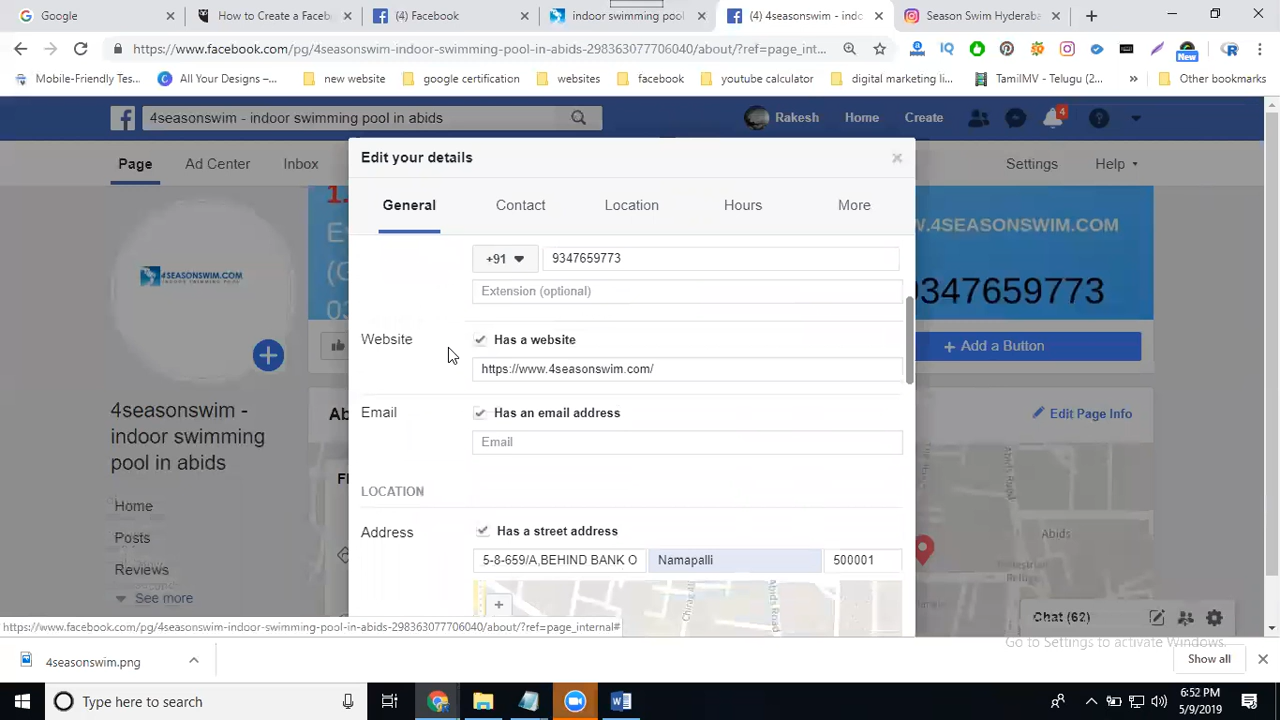 Google
How to Create a Faceb
(4) Facebook
indoor swimming pool
(4) 4seasonswim - indo
Season Swim Hyderaba
https://www.facebook.com/pg/4seasonswim-indoor-swimming-pool-in-abids-298363077706040/about/?ref=page_int...
New
Mobile-Friendly Tes...
All Your Designs –...
new website
google certification
websites
facebook
youtube calculator
digital marketing li...
TamilMV - Telugu (2...
»
Other bookmarks
4seasonswim - indoor swimming pool in abids
Rakesh
Home
Create
4
Page
Ad Center
Inbox
Settings
Help
Edit your details
General
Contact
Location
Hours
More
1.
W.4SEASONSWIM.COM
4SEASONSWIM
INDOOR SWIMMING POOL
9347659773
+91
9347659773
Extension (optional)
Website
Has a website
https://www.4seasonswim.com/
+ Add a Button
Email
Has an email address
Email
Edit Page Info
4seasonswim -
indoor swimming
pool in abids
LOCATION
Address
Has a street address
5-8-659/A,BEHIND BANK O
Namapalli
500001
Abids
Home
Posts
Reviews
See more
Chat (62)
https://www.facebook.com/pg/4seasonswim-indoor-swimming-pool-in-abids-298363077706040/about/?ref=page_internal#
Go to Settings to activate Windows.
4seasonswim.png
Show all
Type here to search
6:52 PM
5/9/2019